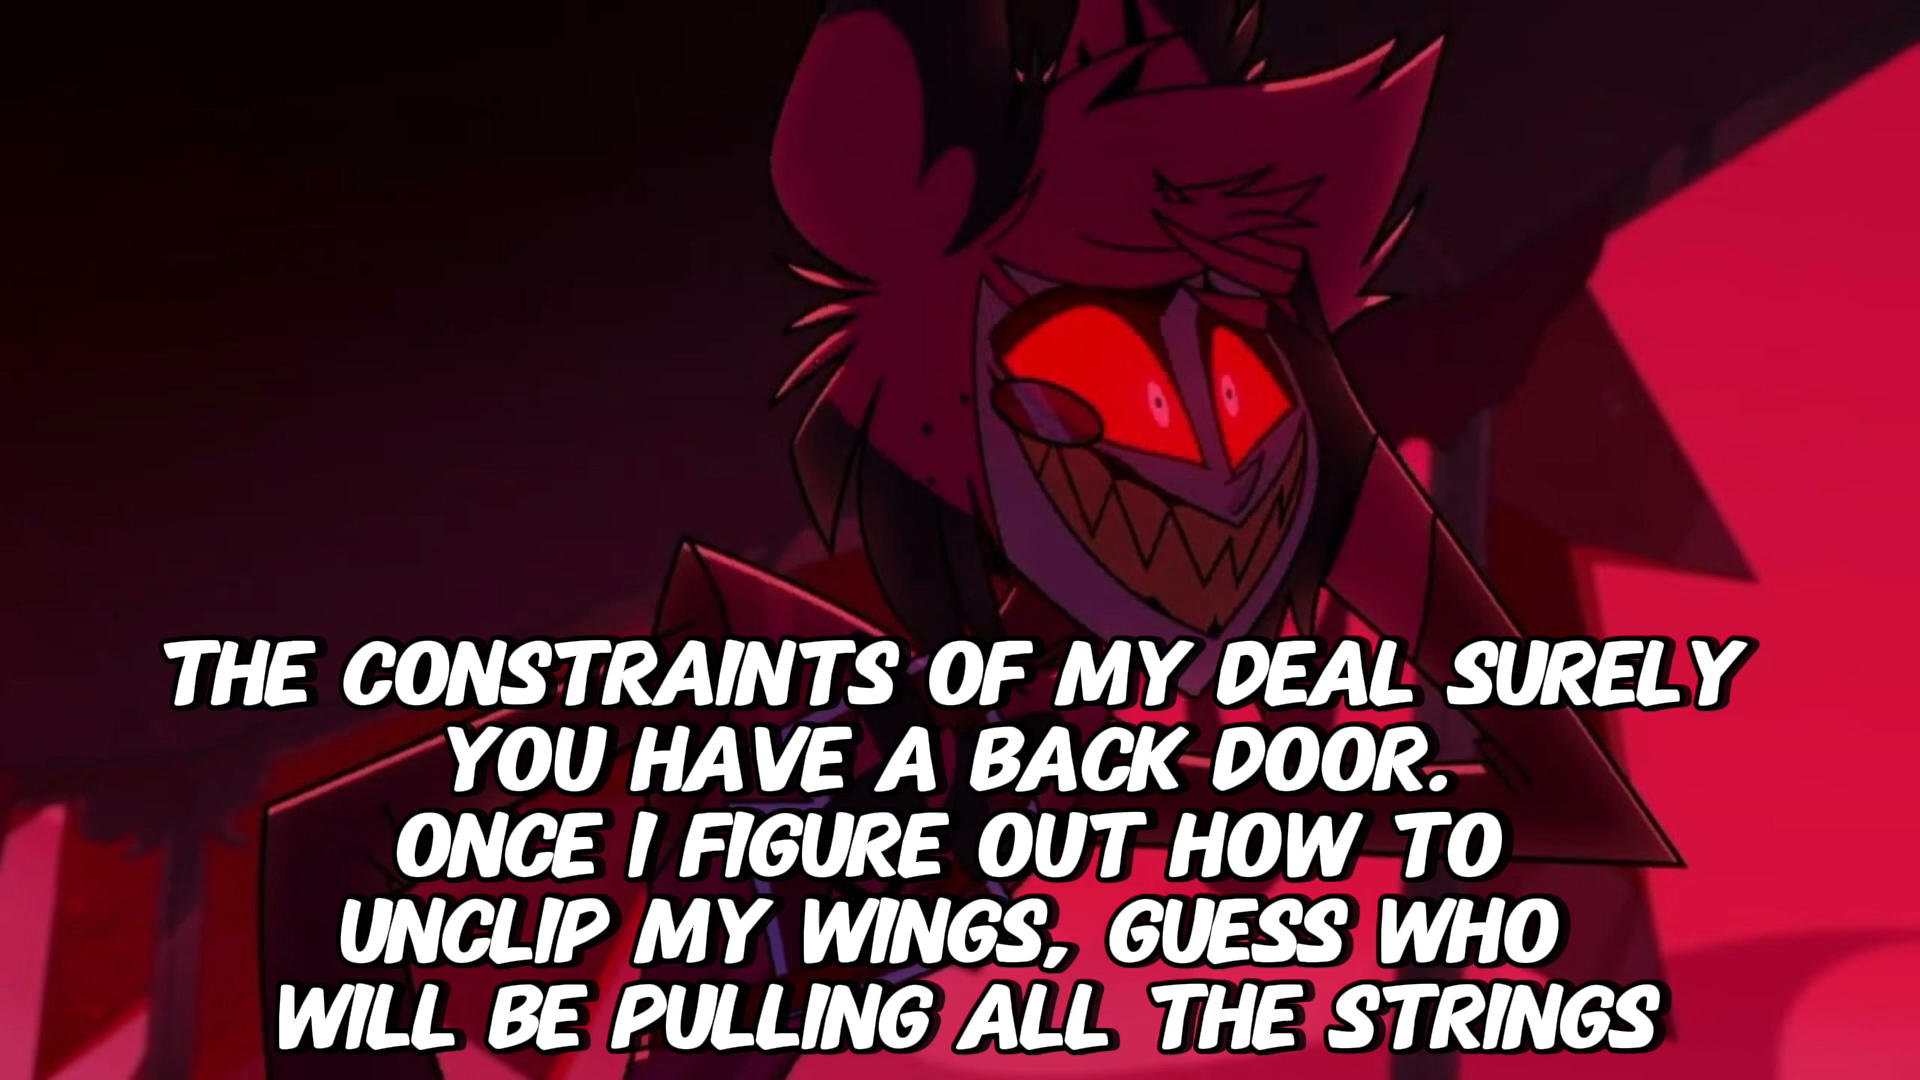 THE CONSTRAINTS OF MY DEAL SURELY
YOU HAVE A BACK DOOR.
ONCE I FIGURE OUT HOW TO
UNCLIP MY WINGS, GUESS WHO
WILL BE PULLING ALL THE STRINGS